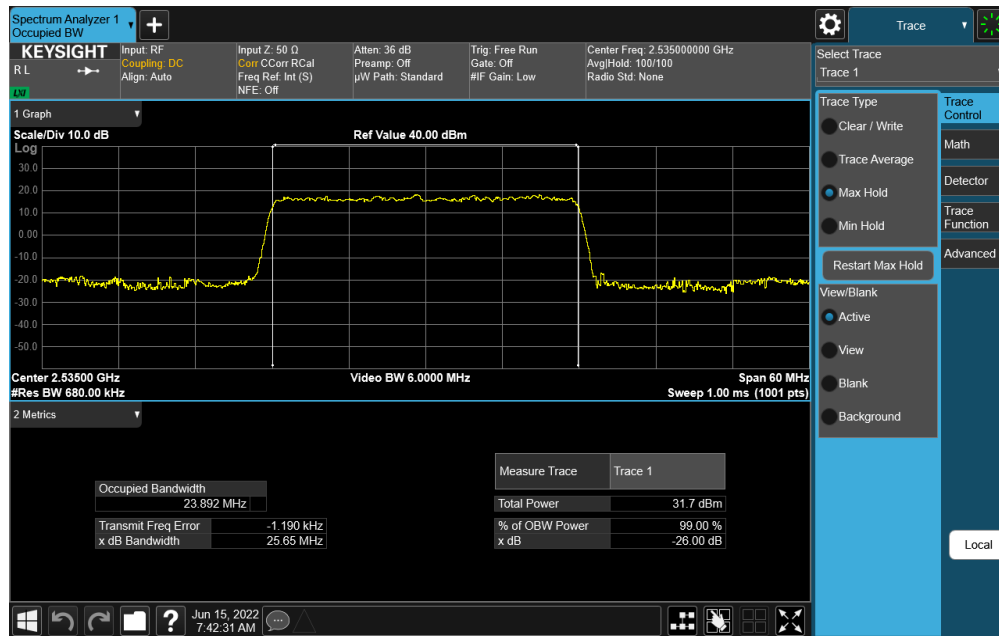 Spectrum Analyzer 1
Occupied BW
Trace
KEYSIGHT
R L
LXI
Input: RF
Coupling: DC
Align: Auto
Input Z: 50 Ω
Corr CCorr RCal
Freq Ref: Int (S)
NFE: Off
Atten: 36 dB
Preamp: Off
µW Path: Standard
Trig: Free Run
Gate: Off
#IF Gain: Low
Center Freq: 2.535000000 GHz
Avg|Hold: 100/100
Radio Std: None
Select Trace
Trace 1
1 Graph
Scale/Div 10.0 dB
Ref Value 40.00 dBm
Log
30.0
20.0
10.0
0.00
-10.0
-20.0
-30.0
-40.0
-50.0
Center 2.53500 GHz
Video BW 6.0000 MHz
Span 60 MHz
#Res BW 680.00 kHz
Sweep 1.00 ms (1001 pts)
Trace Type
Clear / Write
Trace Average
Max Hold
Min Hold
Restart Max Hold
View/Blank
Active
View
Blank
Background
Trace
Control
Math
Detector
Trace
Function
Advanced
2 Metrics
Occupied Bandwidth
23.892 MHz
Transmit Freq Error -1.190 kHz
x dB Bandwidth 25.65 MHz
Measure Trace Trace 1
Total Power 31.7 dBm
% of OBW Power 99.00 %
x dB -26.00 dB
Local
?
Jun 15, 2022
7:42:31 AM